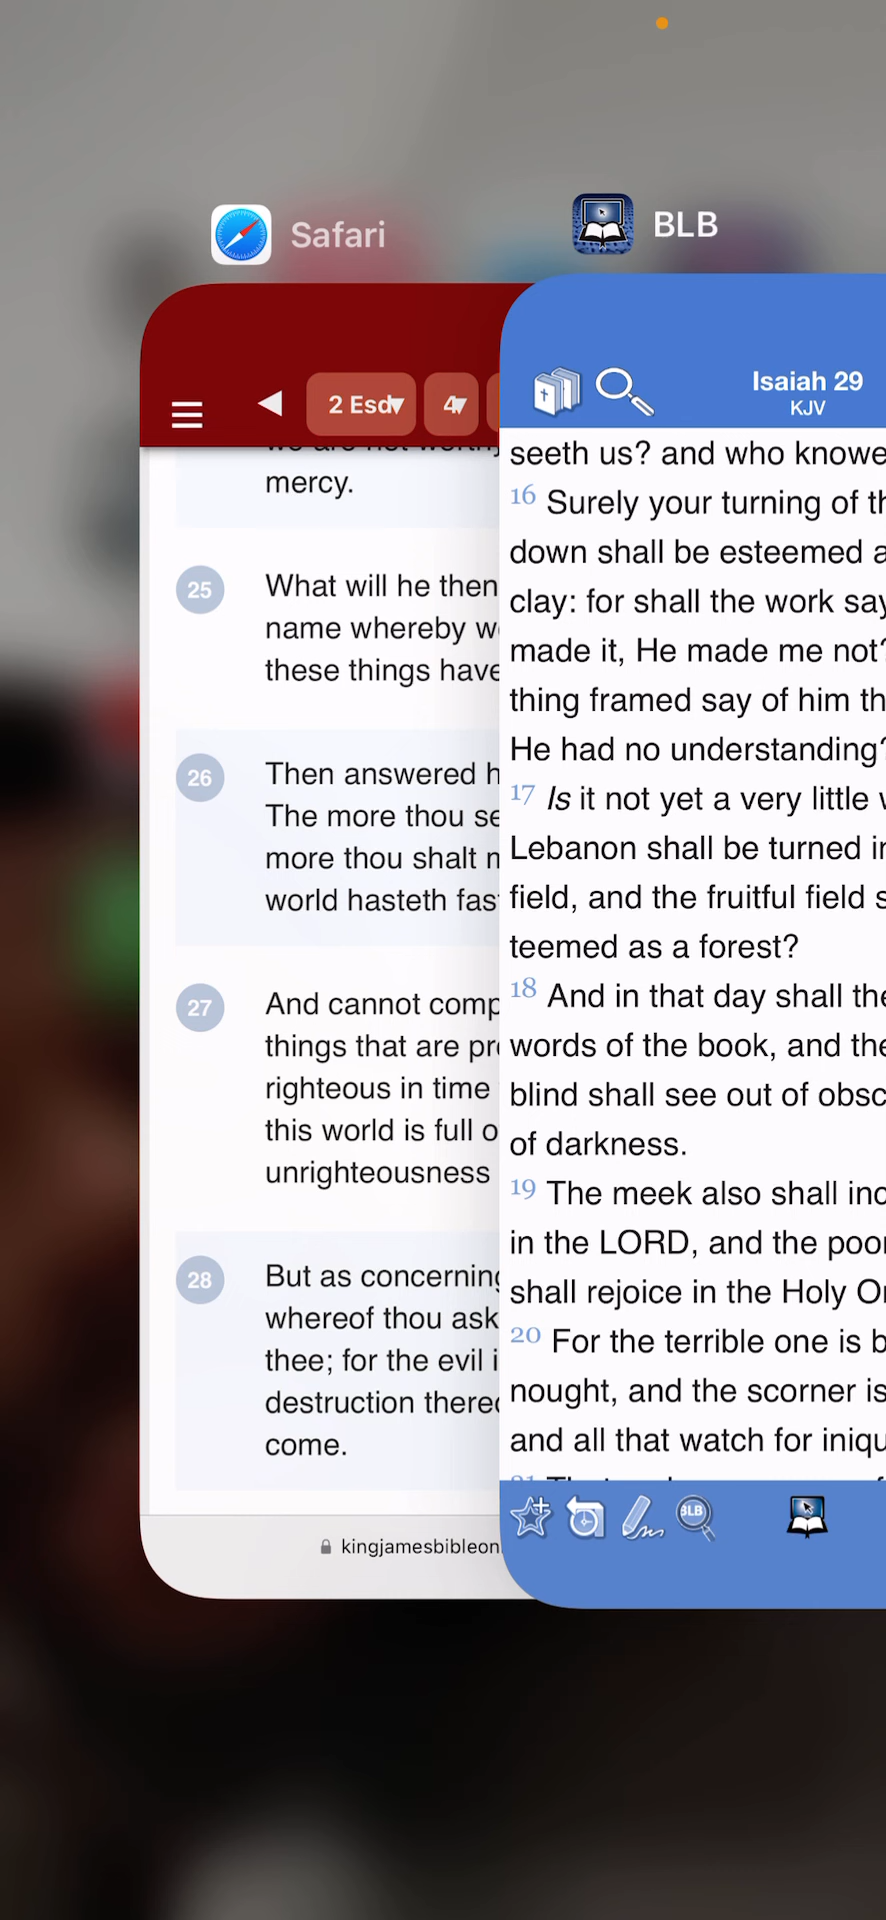 Safari
BLB
2 Esd
4
mercy.
25 What will he then
name whereby w
these things have
26 Then answered h
The more thou se
more thou shalt m
world hasteth fas
27 And cannot comp
things that are pr
righteous in time
this world is full o
unrighteousness
28 But as concerning
whereof thou ask
thee; for the evil i
destruction there
come.
kingjamesbibleon
Isaiah 29
KJV
seeth us? and who knowe
16 Surely your turning of th
down shall be esteemed a
clay: for shall the work say
made it, He made me not?
thing framed say of him th
He had no understanding?
17 Is it not yet a very little w
Lebanon shall be turned in
field, and the fruitful field s
teemed as a forest?
18 And in that day shall the
words of the book, and the
blind shall see out of obsc
of darkness.
19 The meek also shall inc
in the LORD, and the poor
shall rejoice in the Holy On
20 For the terrible one is b
nought, and the scorner is
and all that watch for iniqu
BLB